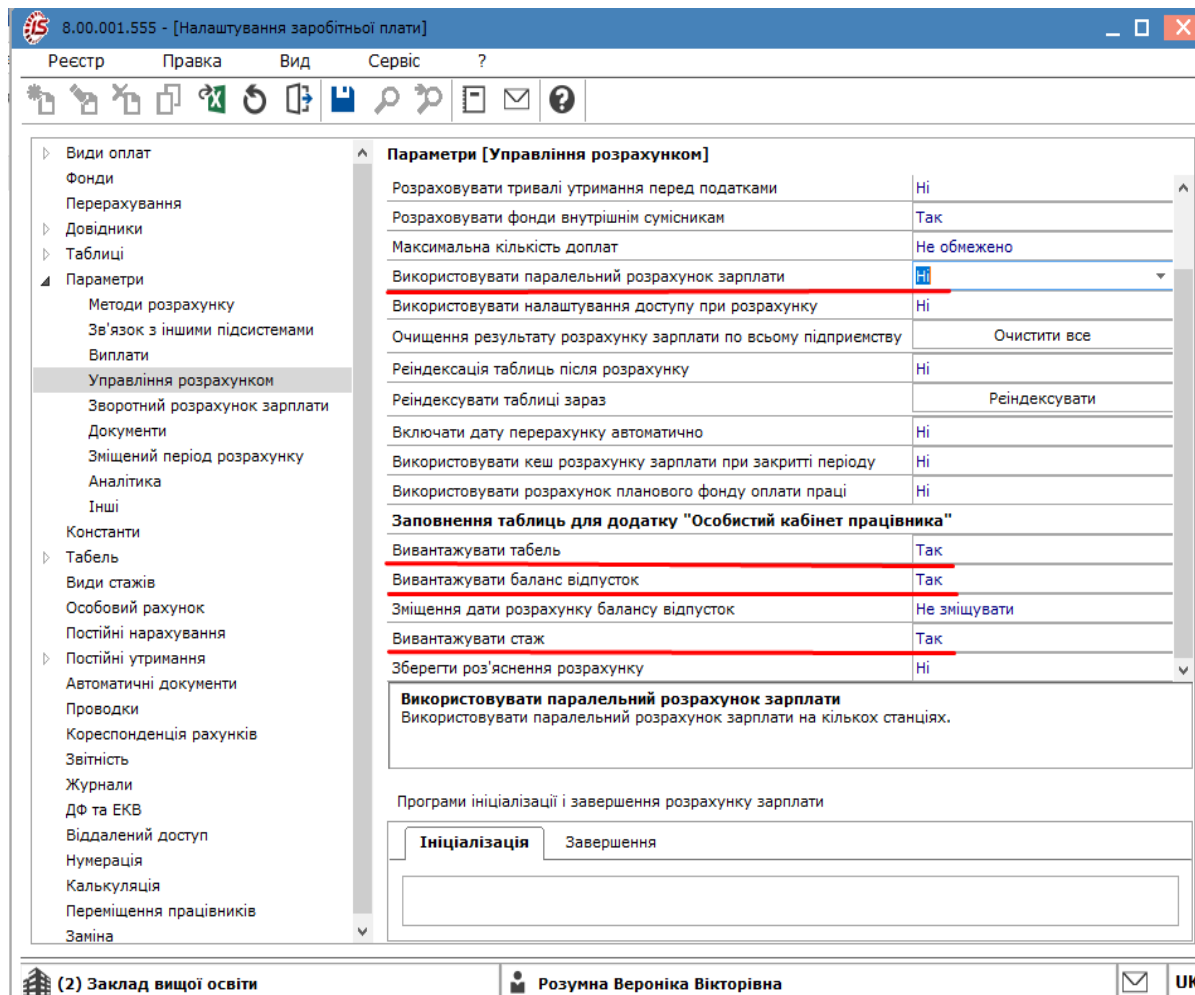 8.00.001.555 - [Налаштування заробітної плати]
Реєстр Правка Вид Сервіс ?
Види оплат
Фонди
Перерахування
Довідники
Таблиці
Параметри
Методи розрахунку
Зв'язок з іншими підсистемами
Виплати
Управління розрахунком
Зворотний розрахунок зарплати
Документи
Зміщений період розрахунку
Аналітика
Інші
Константи
Табель
Види стажів
Особовий рахунок
Постійні нарахування
Постійні утримання
Автоматичні документи
Проводки
Кореспонденція рахунків
Звітність
Журнали
ДФ та ЕКВ
Віддалений доступ
Нумерація
Калькуляція
Переміщення працівників
Заміна
Параметри [Управління розрахунком]
Розраховувати тривалі утримання перед податками Ні
Розраховувати фонди внутрішнім сумісникам Так
Максимальна кількість доплат Не обмежено
Використовувати паралельний розрахунок зарплати Ні
Використовувати налаштування доступу при розрахунку Ні
Очищення результату розрахунку зарплати по всьому підприємству Очистити все
Реіндексація таблиць після розрахунку Ні
Реіндексувати таблиці зараз Реіндексувати
Включати дату перерахунку автоматично Ні
Використовувати кеш розрахунку зарплати при закритті періоду Ні
Використовувати розрахунок планового фонду оплати праці Ні
Заповнення таблиць для додатку "Особистий кабінет працівника"
Вивантажувати табель Так
Вивантажувати баланс відпусток Так
Зміщення дати розрахунку балансу відпусток Не зміщувати
Вивантажувати стаж Так
Зберегти роз'яснення розрахунку Ні
Використовувати паралельний розрахунок зарплати
Використовувати паралельний розрахунок зарплати на кількох станціях.
Програми ініціалізації і завершення розрахунку зарплати
Ініціалізація Завершення
(2) Заклад вищої освіти Розумна Вероніка Вікторівна UK